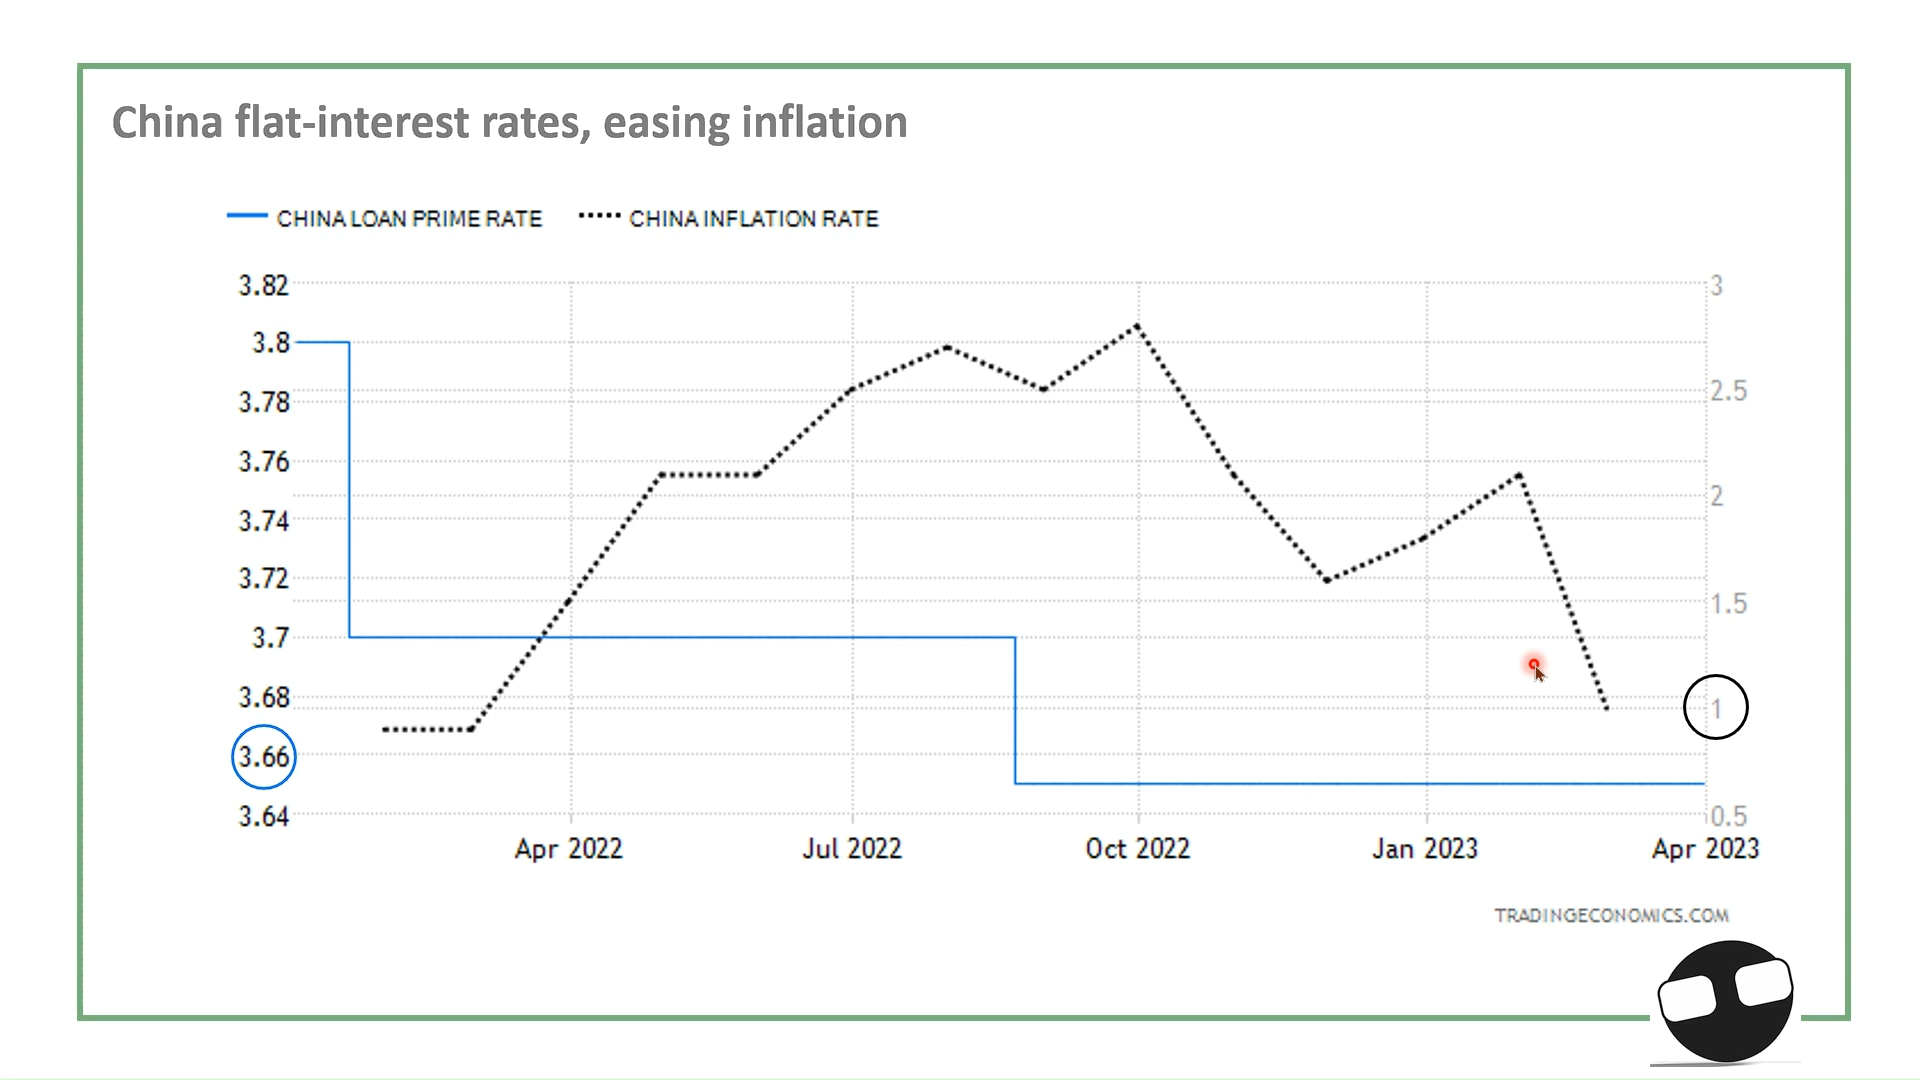 China flat-interest rates, easing inflation
CHINA LOAN PRIME RATE CHINA INFLATION RATE
3.82 3
3.8
3.78 2.5
3.76
3.74 2
3.72
3.7 1.5
3.68
3.66 1
3.64 0.5
Apr 2022 Jul 2022 Oct 2022 Jan 2023 Apr 2023
TRADINGECONOMICS.COM